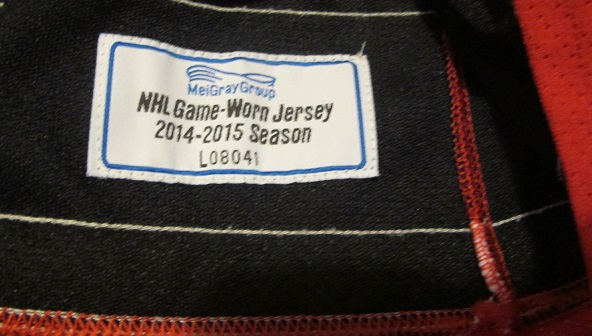 MeiGrayGroup
NHL Game-Worn Jersey
2014-2015 Season
L08041